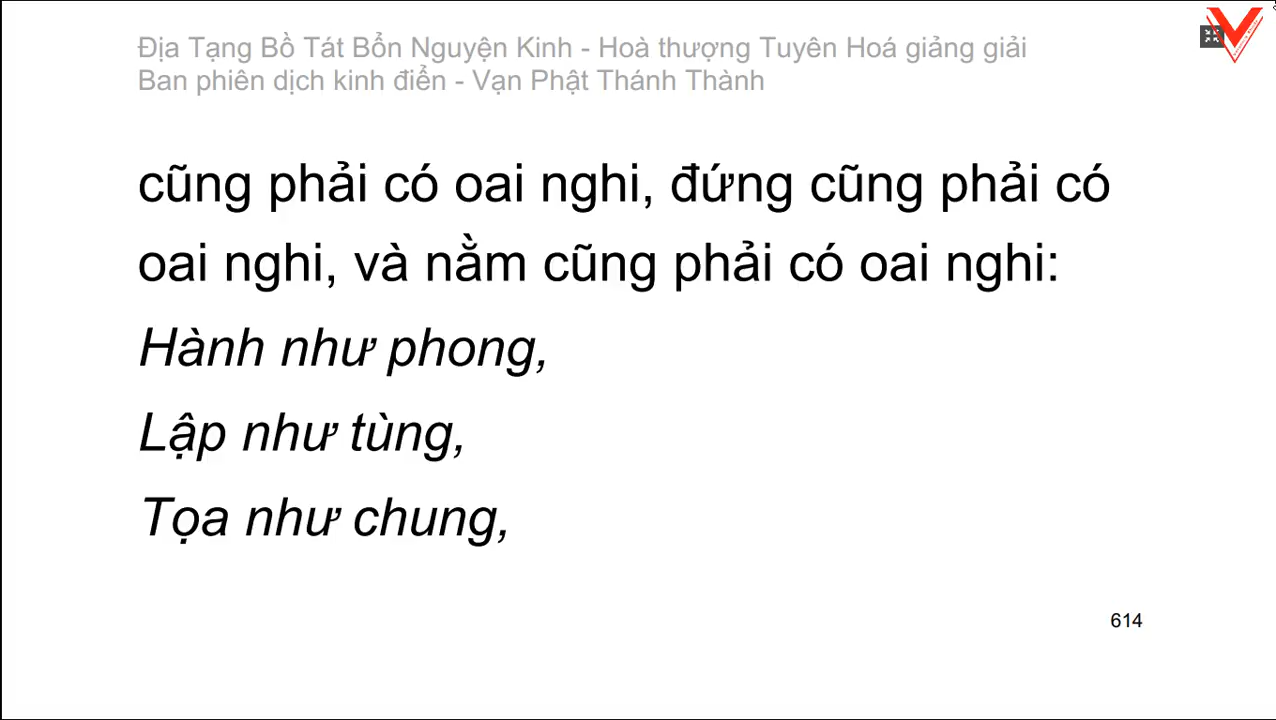 Địa Tạng Bồ Tát Bổn Nguyện Kinh - Hoà thượng Tuyên Hoá giảng giải
Ban phiên dịch kinh điển - Vạn Phật Thánh Thành
cũng phải có oai nghi, đứng cũng phải có
oai nghi, và nằm cũng phải có oai nghi:
Hành như phong,
Lập như tùng,
Tọa như chung,
614